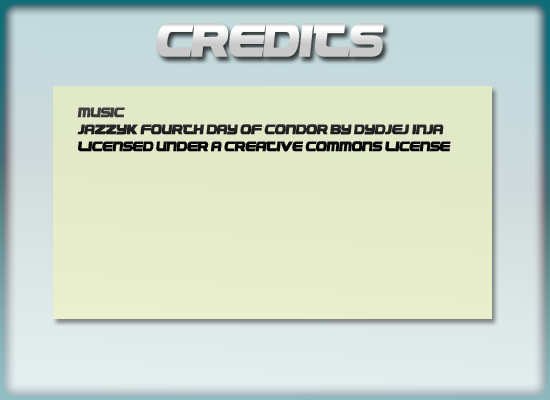 CREDITS
MUSIC
JAZZYK FOURTH DAY OF CONDOR BY DYDJEJ INJA
LICENSED UNDER A CREATIVE COMMONS LICENSE